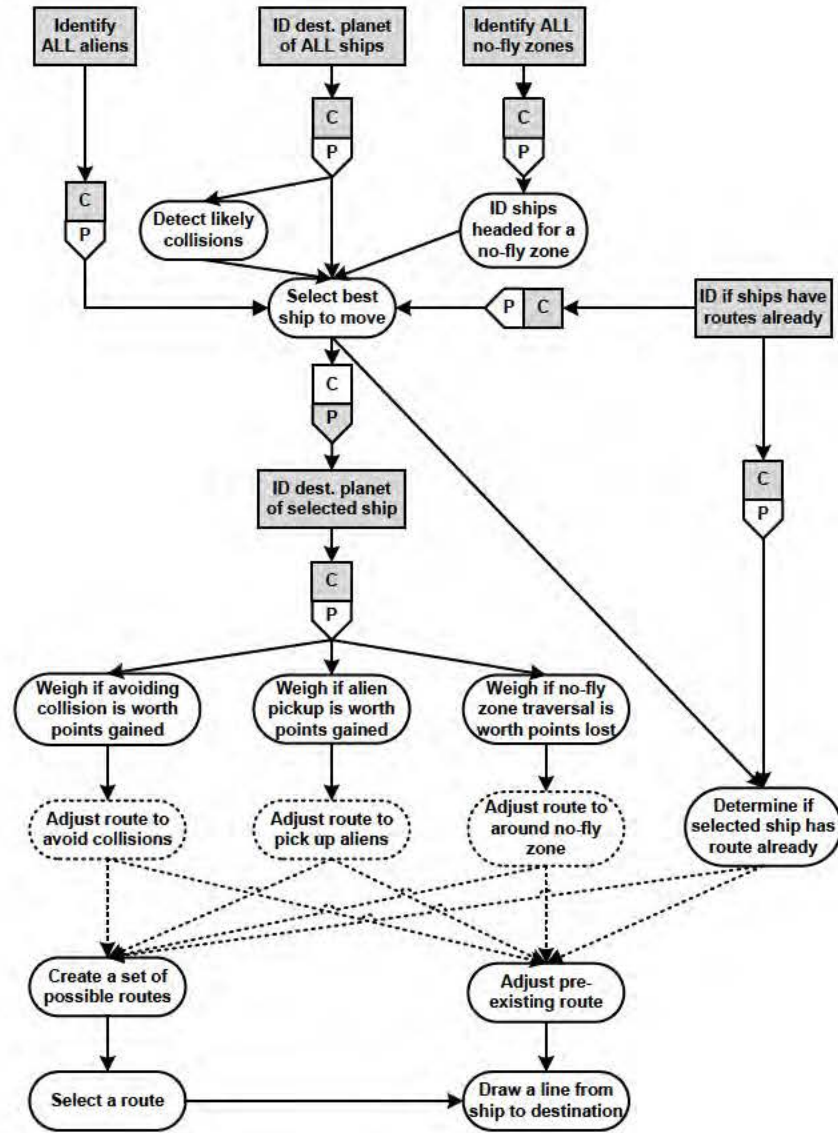 Identify
ALL aliens
ID dest. planet
of ALL ships
Identify ALL
no-fly zones
C
P
C
P
C
P
Detect likely
collisions
ID ships
headed for a
no-fly zone
Select best
ship to move
P
C
ID if ships have
routes already
C
P
ID dest. planet
of selected ship
C
P
C
P
Weigh if avoiding
collision is worth
points gained
Weigh if alien
pickup is worth
points gained
Weigh if no-fly
zone traversal is
worth points lost
Adjust route to
avoid collisions
Adjust route to
pick up aliens
Adjust route to
around no-fly
zone
Determine if
selected ship has
route already
Create a set of
possible routes
Adjust pre-
existing route
Select a route
Draw a line from
ship to destination